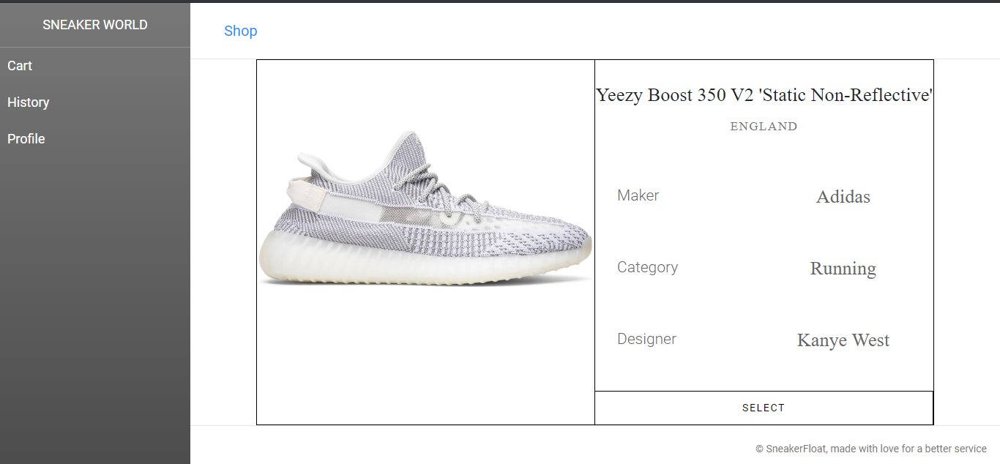 SNEAKER WORLD
Cart
History
Profile
Shop
Yeezy Boost 350 V2 'Static Non-Reflective'
ENGLAND
Maker Adidas
Category Running
Designer Kanye West
SELECT
© SneakerFloat, made with love for a better service